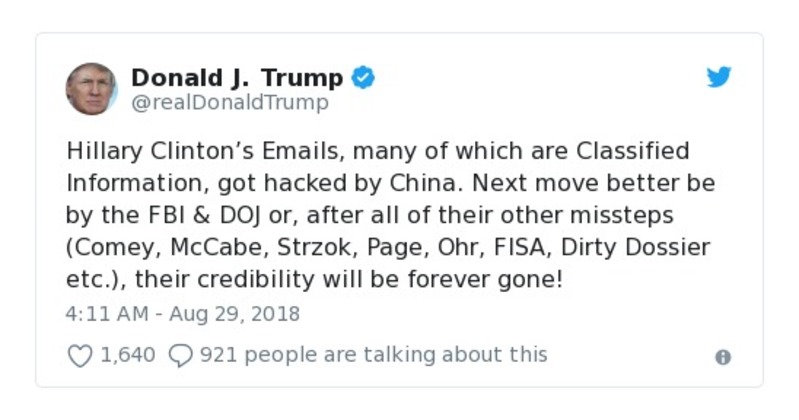 Donald J. Trump
@realDonaldTrump
Hillary Clinton’s Emails, many of which are Classified
Information, got hacked by China. Next move better be
by the FBI & DOJ or, after all of their other missteps
(Comey, McCabe, Strzok, Page, Ohr, FISA, Dirty Dossier
etc.), their credibility will be forever gone!
4:11 AM - Aug 29, 2018
1,640 921 people are talking about this